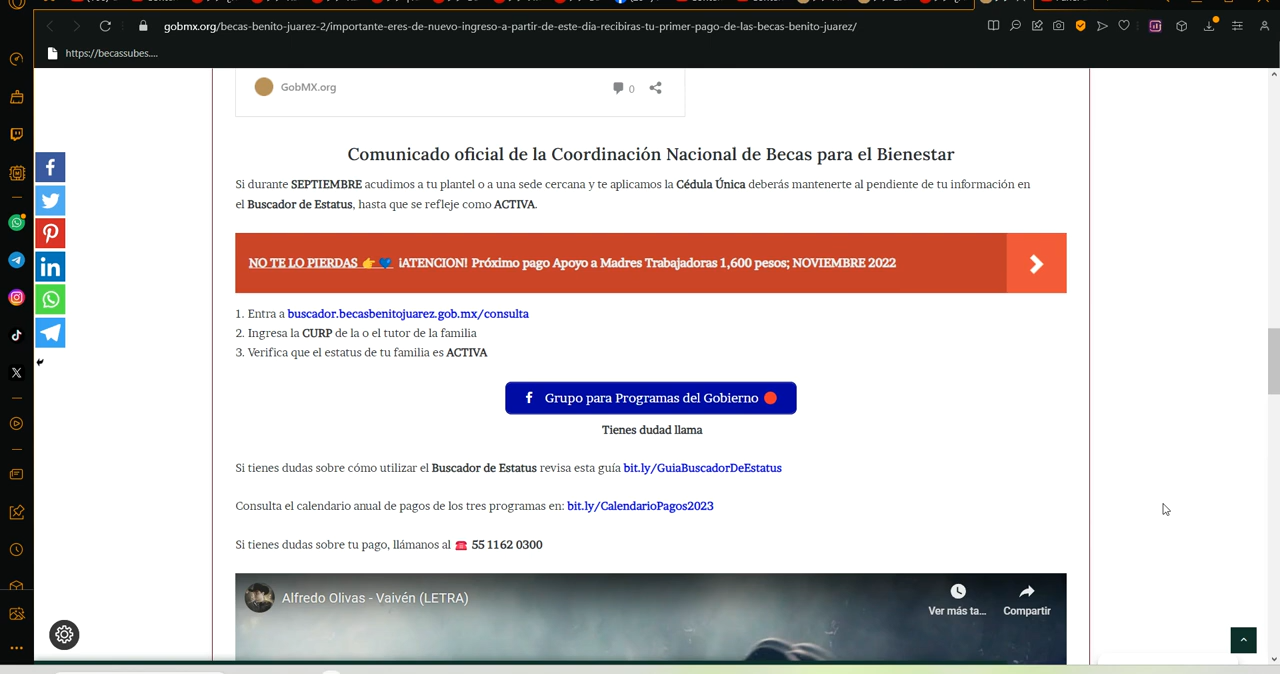 gobmx.org/becas-benito-juarez-2/importante-eres-de-nuevo-ingreso-a-partir-de-este-dia-recibiras-tu-primer-pago-de-las-becas-benito-juarez/
https://becassubes....
GobMX.org
0
Comunicado oficial de la Coordinación Nacional de Becas para el Bienestar
Si durante SEPTIEMBRE acudimos a tu plantel o a una sede cercana y te aplicamos la Cédula Única deberás mantenerte al pendiente de tu información en
el Buscador de Estatus, hasta que se refleje como ACTIVA.
NO TE LO PIERDAS 👉💙 ¡ATENCION! Próximo pago Apoyo a Madres Trabajadoras 1,600 pesos; NOVIEMBRE 2022
1. Entra a buscador.becasbenitojuarez.gob.mx/consulta
2. Ingresa la CURP de la o el tutor de la familia
3. Verifica que el estatus de tu familia es ACTIVA
Grupo para Programas del Gobierno 🔴
Tienes dudad llama
Si tienes dudas sobre cómo utilizar el Buscador de Estatus revisa esta guía bit.ly/GuiaBuscadorDeEstatus
Consulta el calendario anual de pagos de los tres programas en: bit.ly/CalendarioPagos2023
Si tienes dudas sobre tu pago, llámanos al ☎️ 55 1162 0300
Alfredo Olivas - Vaivén (LETRA)
Ver más ta...
Compartir